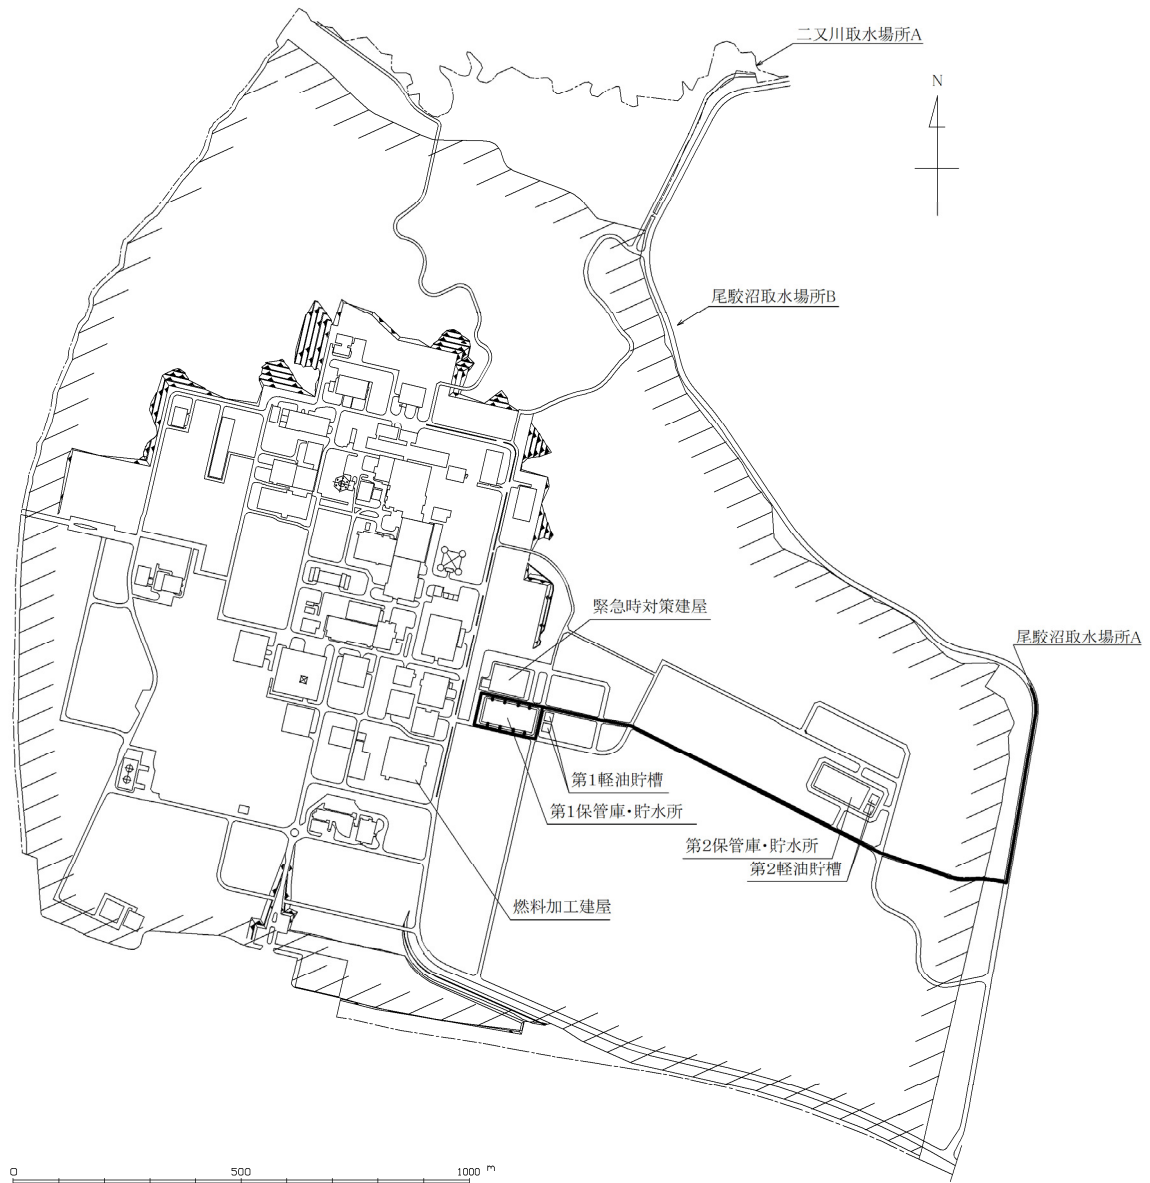 二又川取水場所A
N
尾駮沼取水場所B
緊急時対策建屋
尾駮沼取水場所A
第1軽油貯槽
第1保管庫・貯水所
第2保管庫・貯水所
第2軽油貯槽
燃料加工建屋
0 500 1000 m